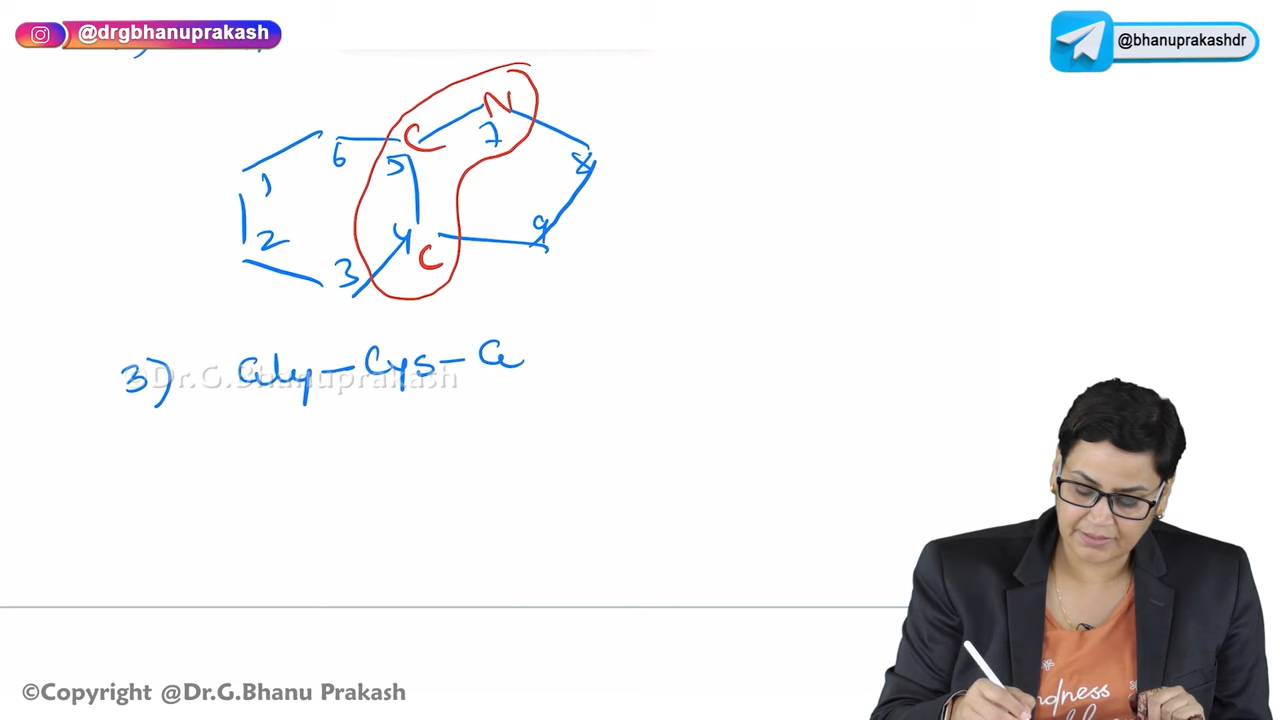 @drgbhanuprakash
@bhanuprakashdr
C N
6 5 7 8
1
2 4 9
3 C
3) Gly - Cys - G
Dr.G.Bhanuprakash
©Copyright @Dr.G.Bhanu Prakash